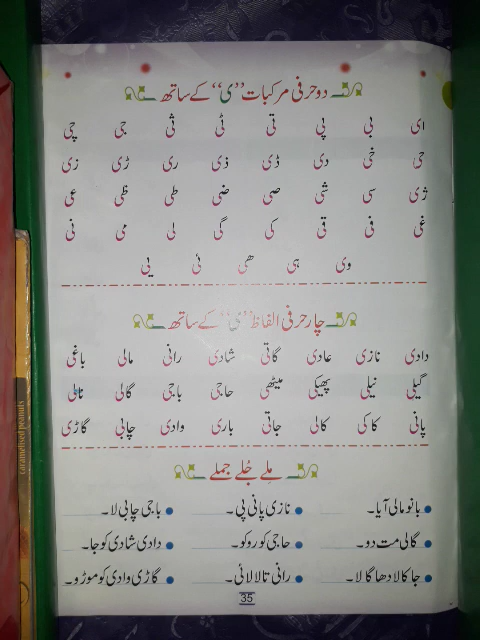 دو حرفی مرکبات ”ی“ کے ساتھ
ای بی پی تی ٹی ثی جی چی
حی خی دی ڈی ذی ری ڑی زی
ژی سی شی صی ضی طی ظی عی
غی فی قی کی گی لی می نی
وی ہی ھی ئی یی
چار حرفی الفاظ ”ی“ کے ساتھ
دادی نازی عادی گاتی شادی رانی مالی باغی
گیلی نیلی پھیکی میٹھی حاجی باجی گالی نالی
پانی کاکی کالی جاتی باری وادی چابی گاڑی
ملے جلے جملے
بانو مالی آیا۔ نازی پانی پی۔ باجی چابی لا۔
گالی مت دو۔ حاجی کو روکو۔ دادی شادی کو جا۔
جا کالا دھاگا لا۔ رانی تالا لائی۔ گاڑی وادی کو موڑو۔
35
caramelised peanuts